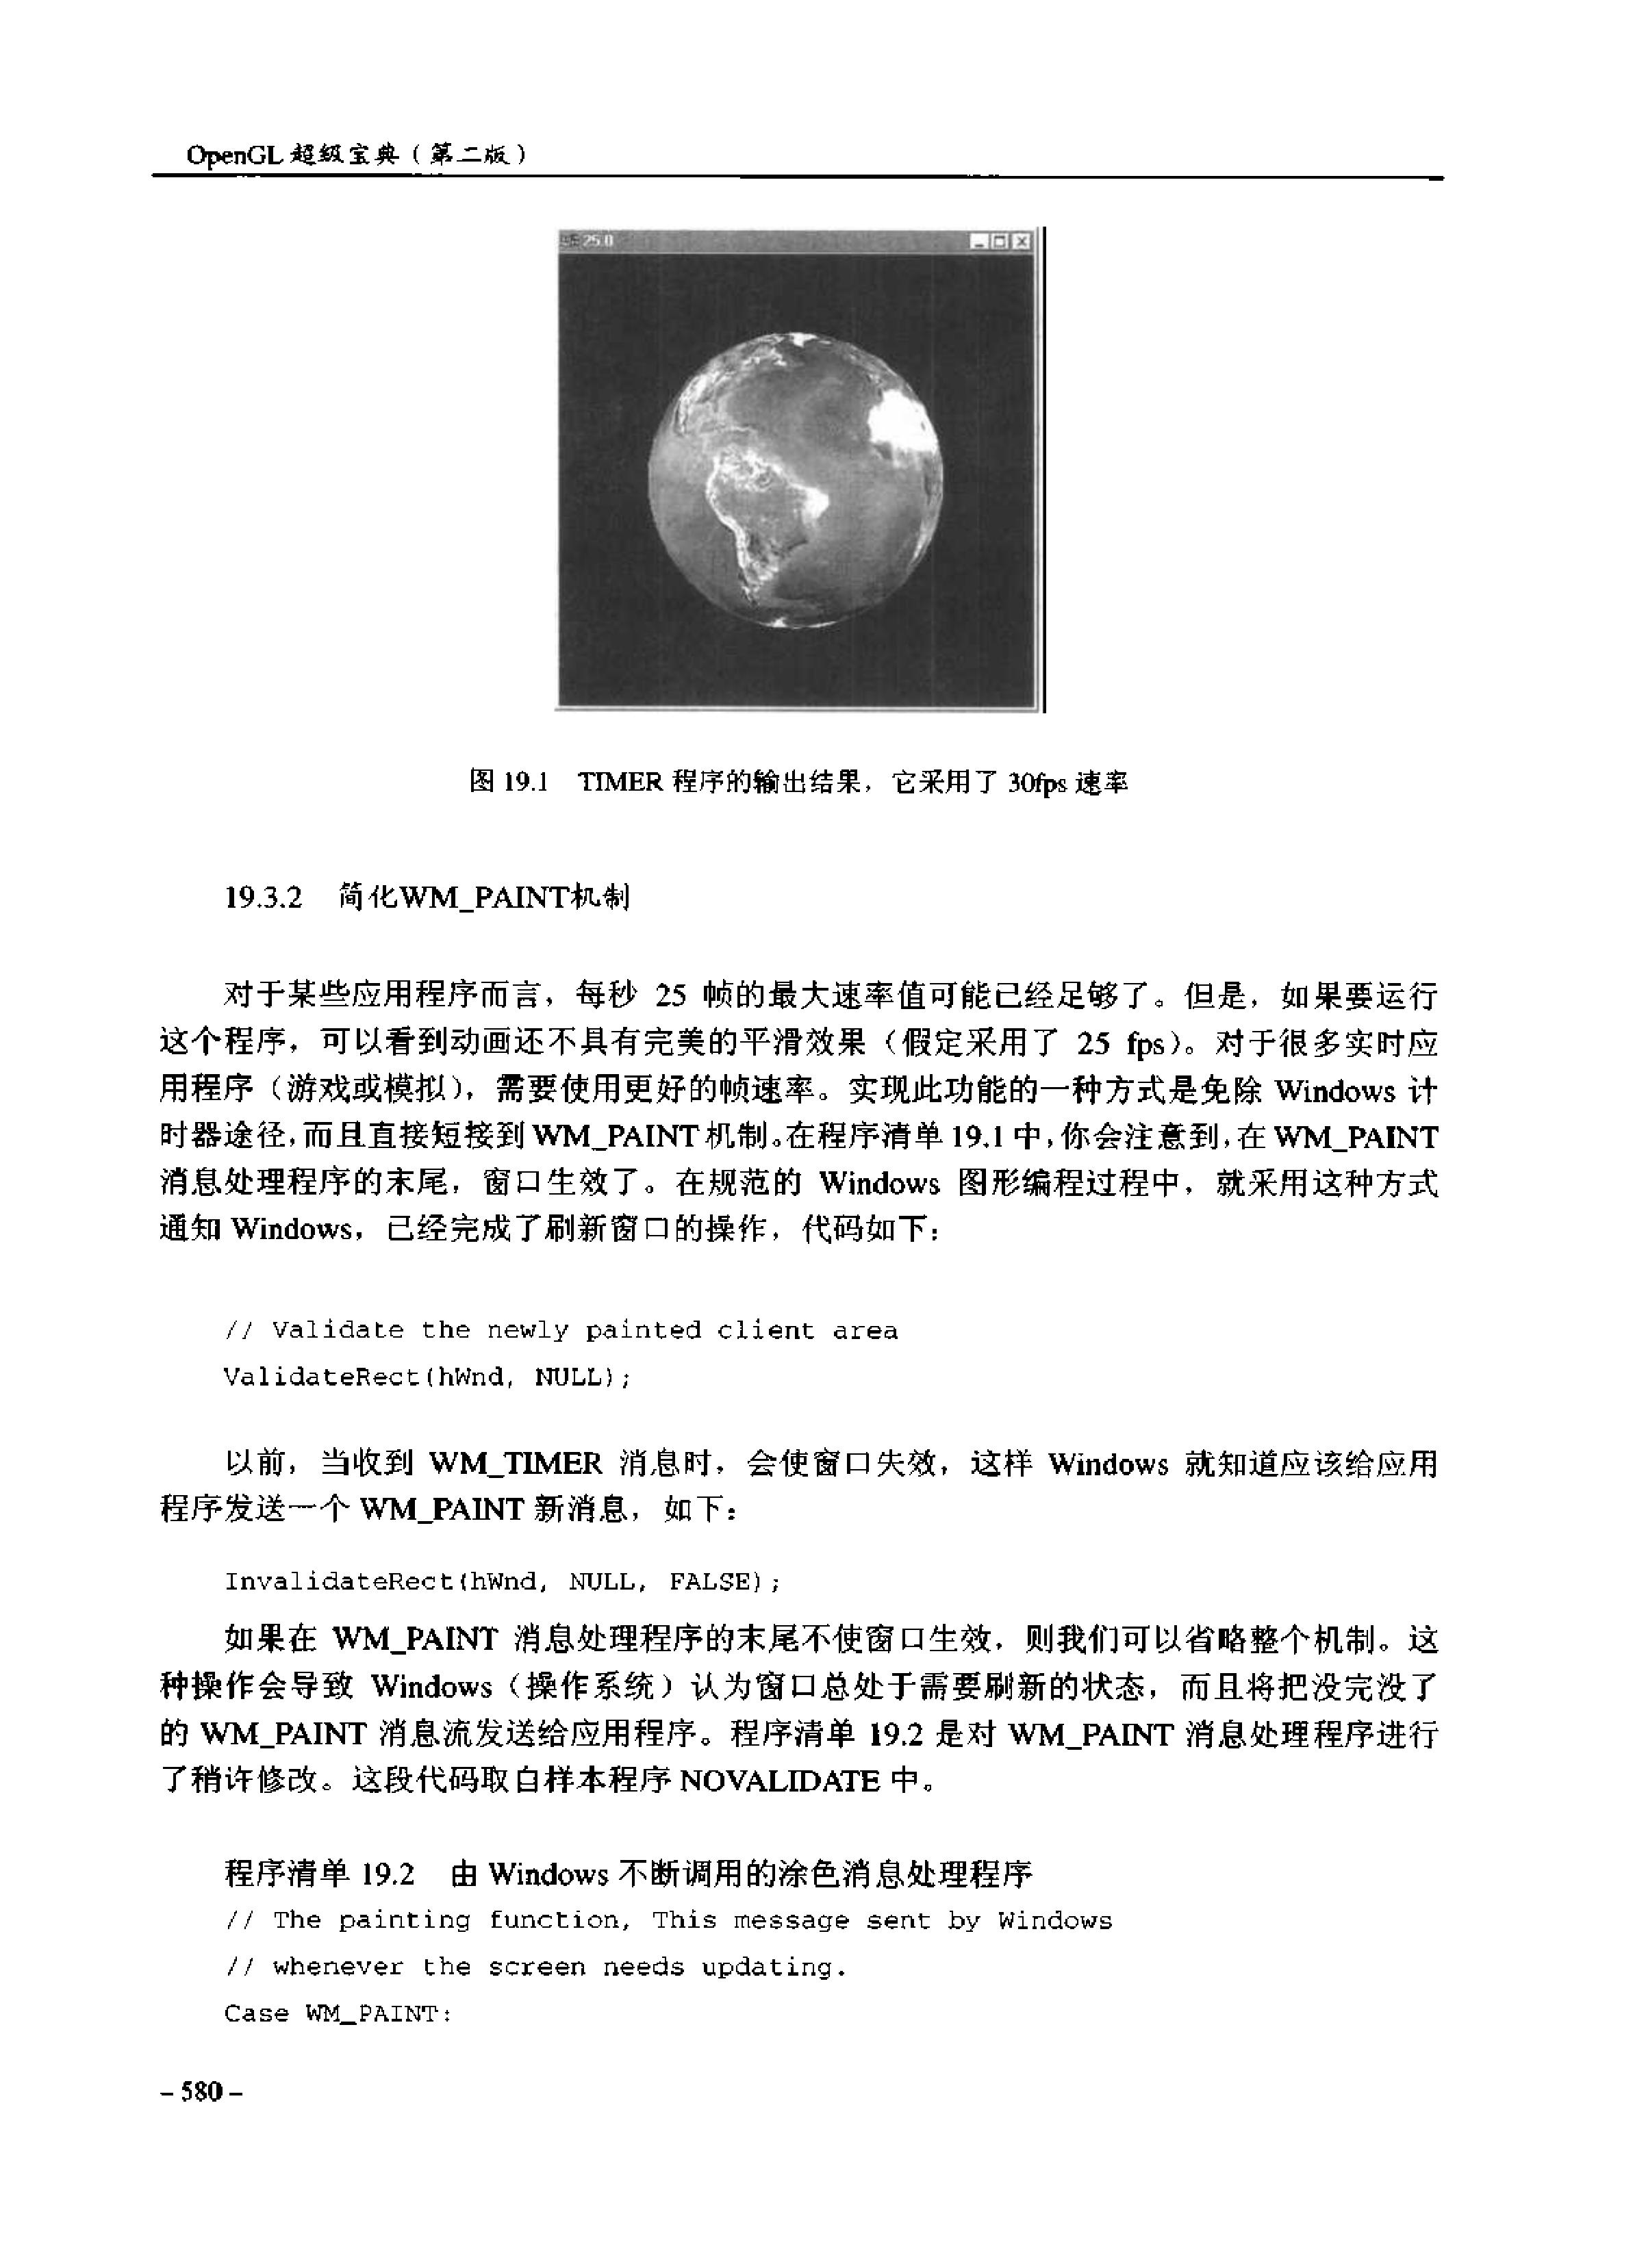 OpenGL 超级宝典（第二版）
25.0
图 19.1 TIMER 程序的输出结果，它采用了 30fps 速率
19.3.2 简化WM_PAINT机制
对于某些应用程序而言，每秒 25 帧的最大速率值可能已经足够了。但是，如果要运行
这个程序，可以看到动画还不具有完美的平滑效果（假定采用了 25 fps）。对于很多实时应
用程序（游戏或模拟），需要使用更好的帧速率。实现此功能的一种方式是免除 Windows 计
时器途径，而且直接短接到 WM_PAINT 机制。在程序清单 19.1 中，你会注意到，在 WM_PAINT
消息处理程序的末尾，窗口生效了。在规范的 Windows 图形编程过程中，就采用这种方式
通知 Windows，已经完成了刷新窗口的操作，代码如下：
// Validate the newly painted client area
ValidateRect(hWnd, NULL);
以前，当收到 WM_TIMER 消息时，会使窗口失效，这样 Windows 就知道应该给应用
程序发送一个 WM_PAINT 新消息，如下：
InvalidateRect(hWnd, NULL, FALSE);
如果在 WM_PAINT 消息处理程序的末尾不使窗口生效，则我们可以省略整个机制。这
种操作会导致 Windows（操作系统）认为窗口总处于需要刷新的状态，而且将把没完没了
的 WM_PAINT 消息流发送给应用程序。程序清单 19.2 是对 WM_PAINT 消息处理程序进行
了稍许修改。这段代码取自样本程序 NOVALIDATE 中。
程序清单 19.2 由 Windows 不断调用的涂色消息处理程序
// The painting function, This message sent by Windows
// whenever the screen needs updating.
Case WM_PAINT:
- 580 -